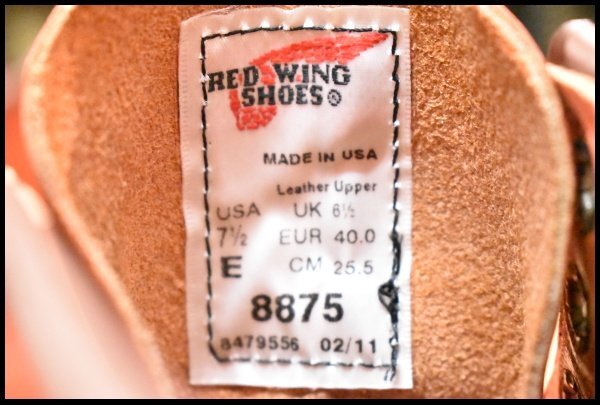 RED WING
SHOES®
MADE IN USA
Leather Upper
USA UK 6½
7½ EUR 40.0
E CM 25.5
8875
8479556 02/11